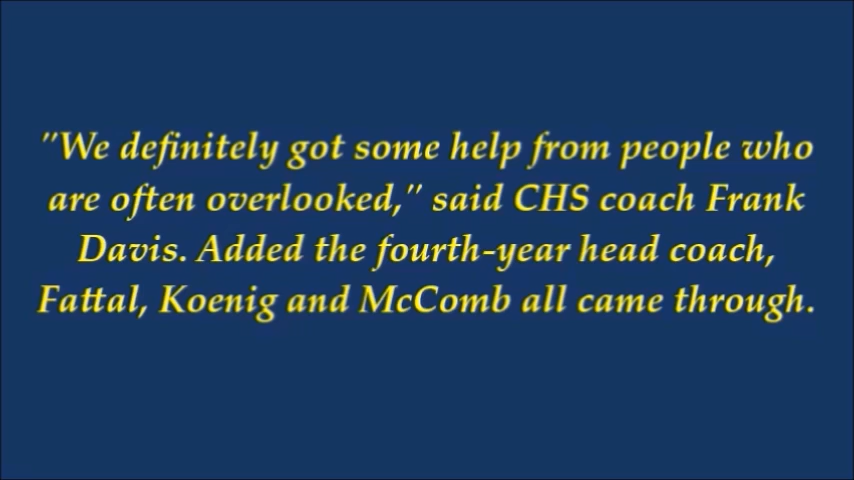 "We definitely got some help from people who
are often overlooked," said CHS coach Frank
Davis. Added the fourth-year head coach,
Fattal, Koenig and McComb all came through.